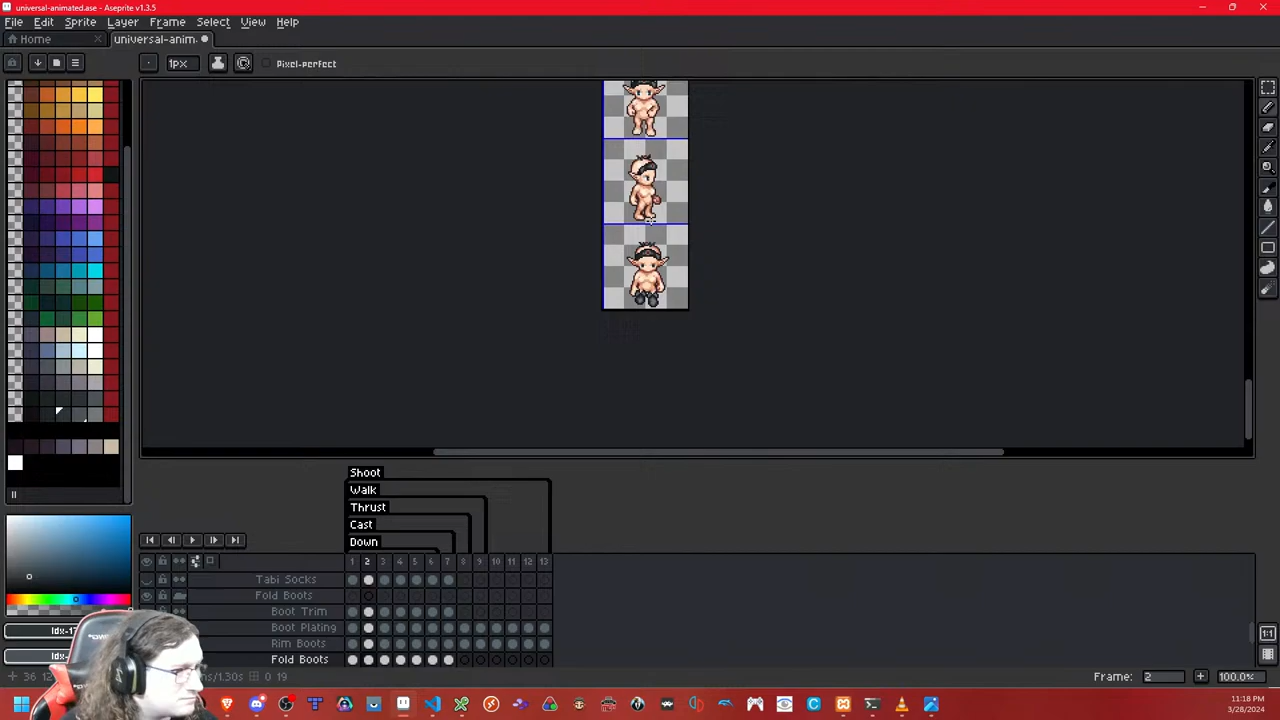 universal-animated.ase - Aseprite v1.3.5
File Edit Sprite Layer Frame Select View Help
Home
universal-anim.
1px
Pixel-perfect
Shoot
Walk
Thrust
Cast
Down
1 2 3 4 5 6 7 8 9 10 11 12 13
Tabi Socks
Fold Boots
Boot Trim
Boot Plating
Rim Boots
Fold Boots
1:1
Frame: 2 100.0%
11:18 PM
3/28/2024